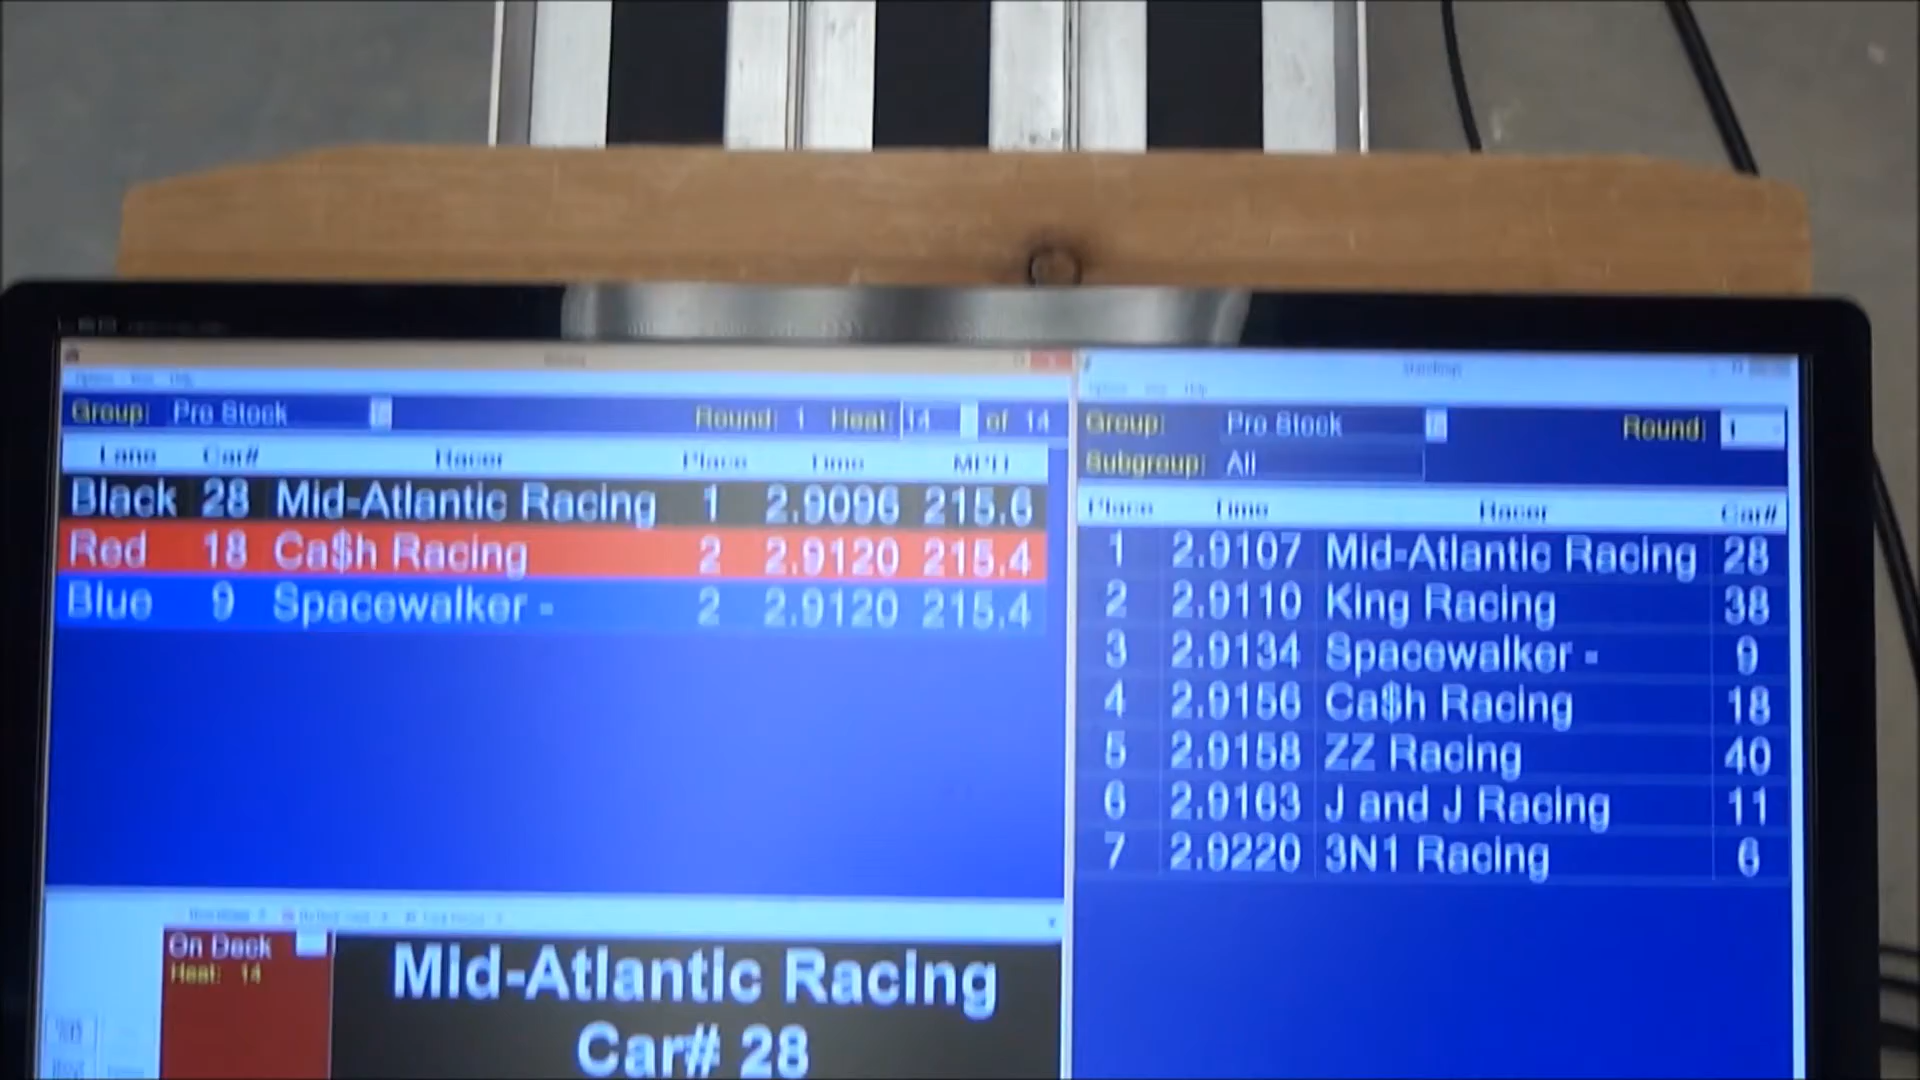 Group: Pro Stock Round: 1 Heat: 14 of 14
Lane Car# Racer Place Time MPH
Black 28 Mid-Atlantic Racing 1 2.9096 215.6
Red 18 Ca$h Racing 2 2.9120 215.4
Blue 9 Spacewalker - 2 2.9120 215.4
On Deck
Heat: 14
Mid-Atlantic Racing
Car# 28
Standings
Group: Pro Stock Round: 1
Subgroup: All
Place Time Racer Car#
1 2.9107 Mid-Atlantic Racing 28
2 2.9110 King Racing 38
3 2.9134 Spacewalker - 9
4 2.9156 Ca$h Racing 18
5 2.9158 ZZ Racing 40
6 2.9163 J and J Racing 11
7 2.9220 3N1 Racing 6